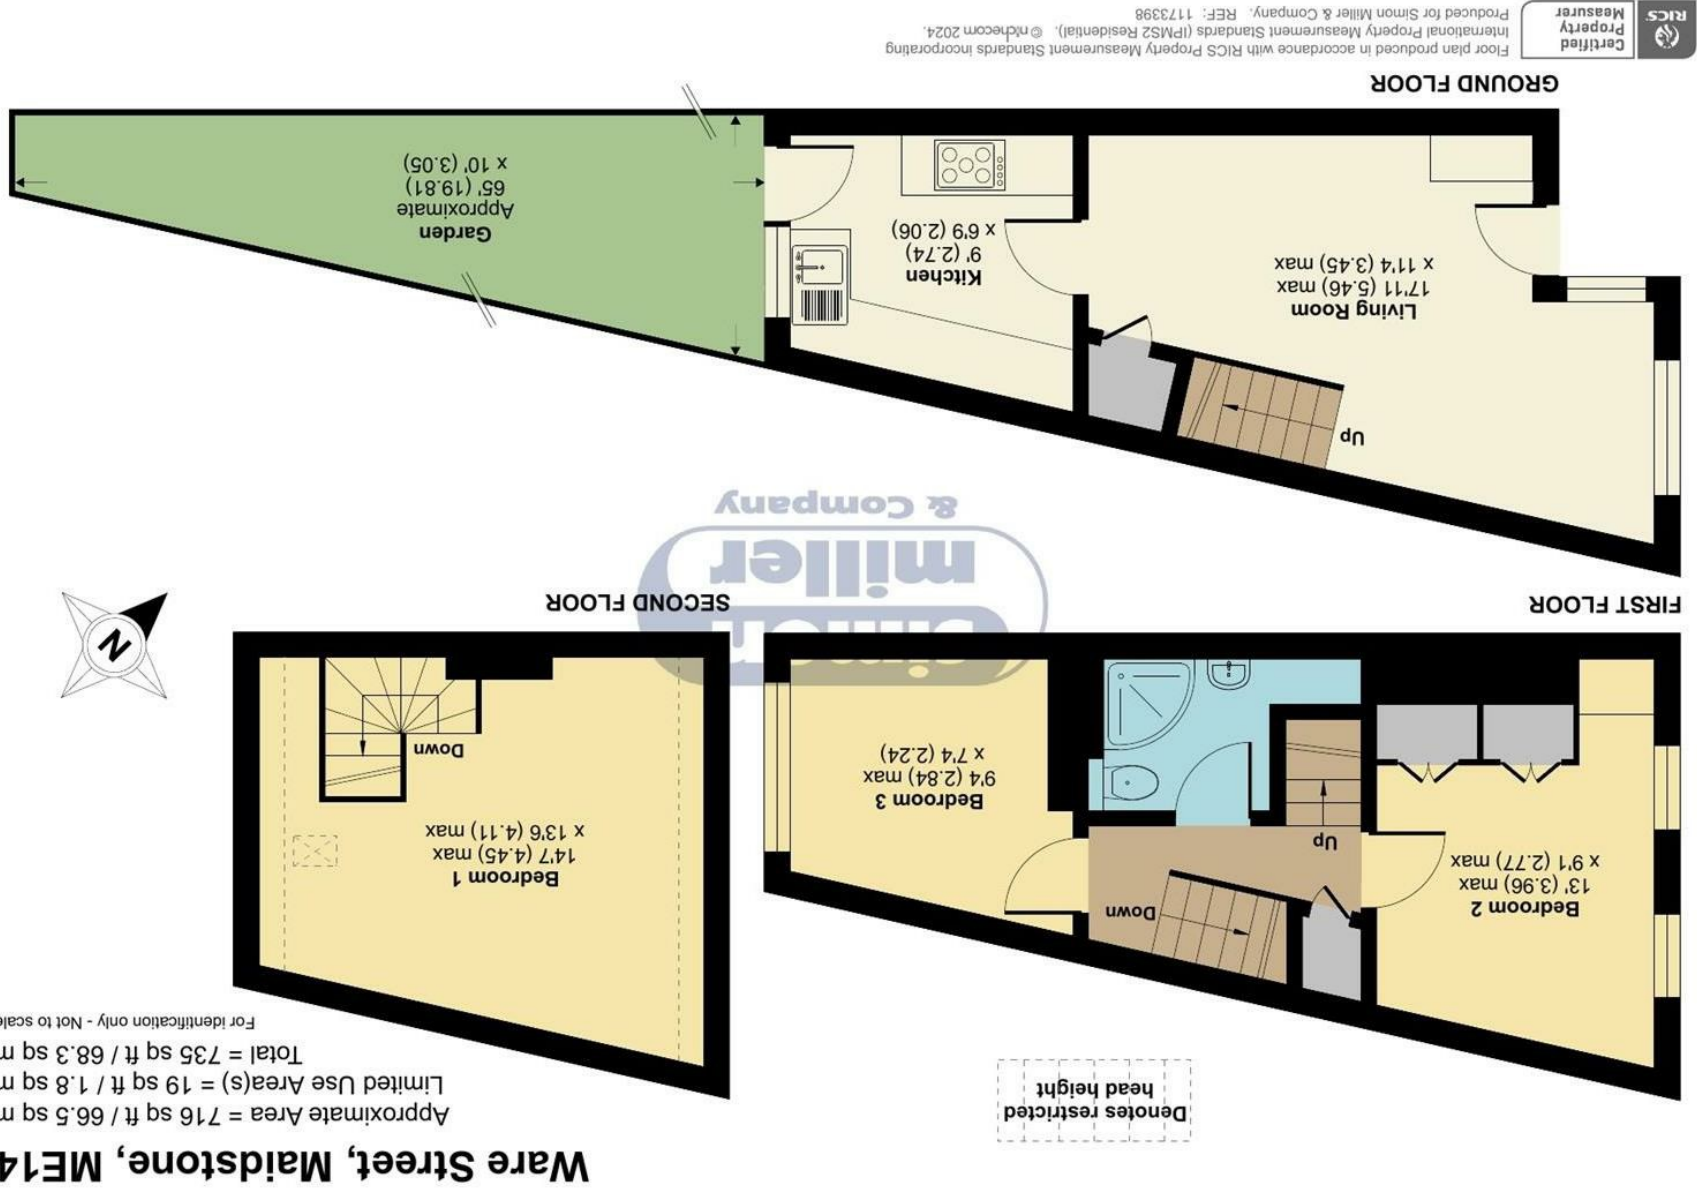 Ware Street, Maidstone, ME14
Approximate Area = 716 sq ft / 66.5 sq m
Limited Use Area(s) = 19 sq ft / 1.8 sq m
Total = 735 sq ft / 68.3 sq m
For identification only - Not to scale
Denotes restricted
head height
Bedroom 1
14'7 (4.45) max
x 13'6 (4.11) max
Down
Bedroom 2
13' (3.96) max
x 9'1 (2.77) max
Down
Up
Bedroom 3
9'4 (2.84) max
x 7'4 (2.24)
N
FIRST FLOOR
SECOND FLOOR
simon
miller
& Company
Up
Living Room
17'11 (5.46) max
x 11'4 (3.45) max
Kitchen
9' (2.74)
x 6'9 (2.06)
Garden
Approximate
65' (19.81)
x 10' (3.05)
GROUND FLOOR
RICS
Certified
Property
Measurer
Floor plan produced in accordance with RICS Property Measurement Standards incorporating
International Property Measurement Standards (IPMS2 Residential). © nichecom 2024.
Produced for Simon Miller & Company. REF: 1173398